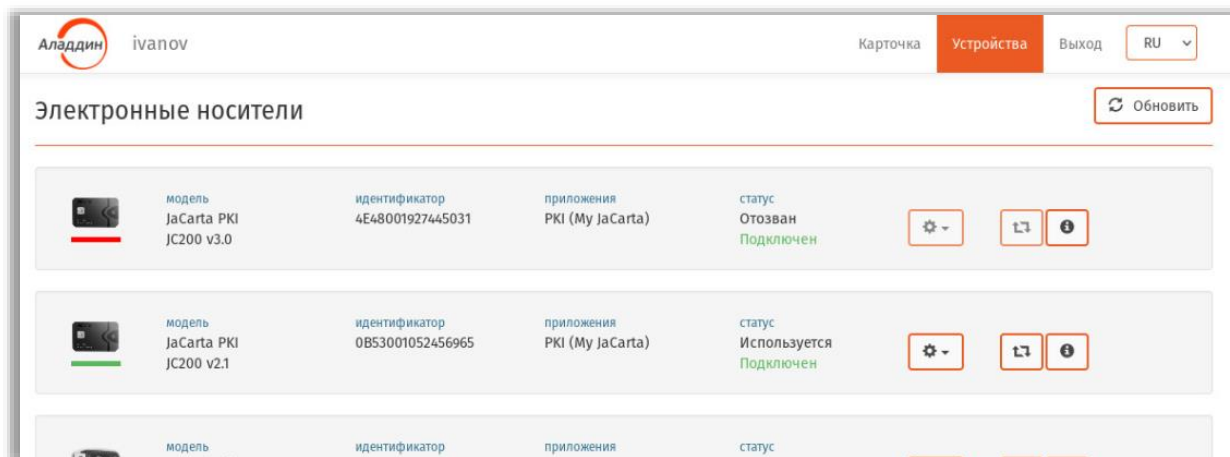 Аладдин ivanov Карточка Устройства Выход RU
Электронные носители Обновить
модель идентификатор приложения статус
JaCarta PKI 4E48001927445031 PKI (My JaCarta) Отозван
JC200 v3.0 Подключен
модель идентификатор приложения статус
JaCarta PKI 0B53001052456965 PKI (My JaCarta) Используется
JC200 v2.1 Подключен
модель идентификатор приложения статус